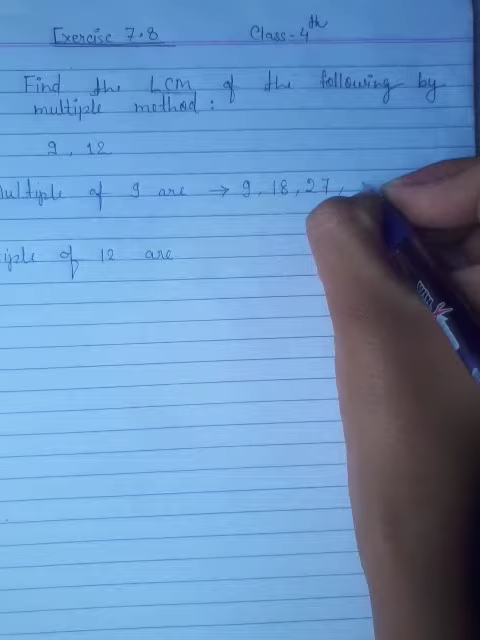 Exercise 7.8 Class-4th
Find the LCM of the following by
multiple method :
9, 12
Multiple of 9 are → 9, 18, 27,
iple of 12 are